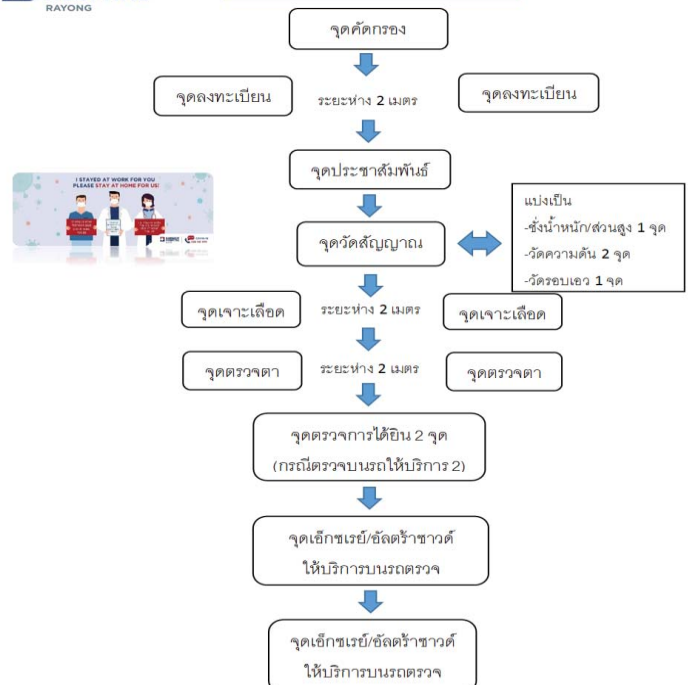 RAYONG
จุดคัดกรอง
จุดลงทะเบียน
ระยะห่าง 2 เมตร
จุดลงทะเบียน
จุดประชาสัมพันธ์
I STAYED AT WORK FOR YOU
PLEASE STAY AT HOME FOR US!
จุดวัดสัญญาณ
แบ่งเป็น
-ชั่งน้ำหนัก/ส่วนสูง 1 จุด
-วัดความดัน 2 จุด
-วัดรอบเอว 1 จุด
จุดเจาะเลือด
ระยะห่าง 2 เมตร
จุดเจาะเลือด
จุดตรวจตา
ระยะห่าง 2 เมตร
จุดตรวจตา
จุดตรวจการได้ยิน 2 จุด
(กรณีตรวจบนรถให้บริการ 2)
จุดเอ็กซเรย์/อัลตร้าซาวด์
ให้บริการบนรถตรวจ
จุดเอ็กซเรย์/อัลตร้าซาวด์
ให้บริการบนรถตรวจ